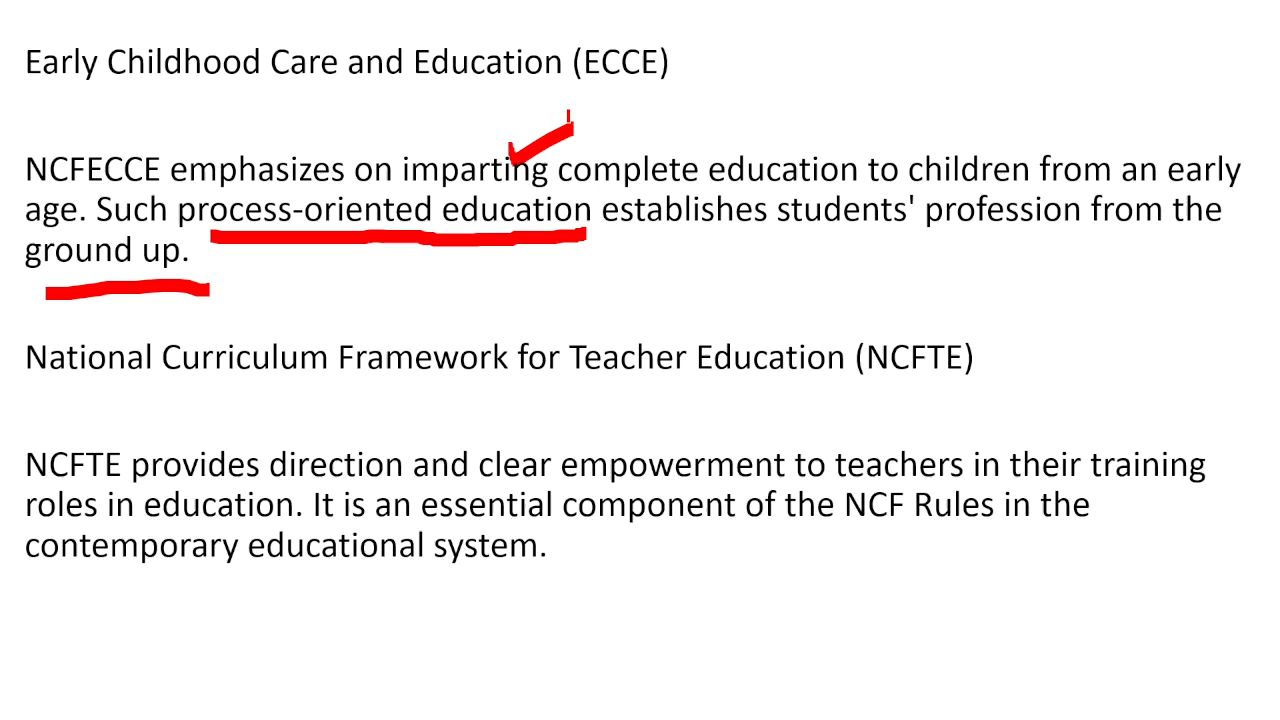 Early Childhood Care and Education (ECCE)
NCFECCE emphasizes on imparting complete education to children from an early
age. Such process-oriented education establishes students' profession from the
ground up.
National Curriculum Framework for Teacher Education (NCFTE)
NCFTE provides direction and clear empowerment to teachers in their training
roles in education. It is an essential component of the NCF Rules in the
contemporary educational system.